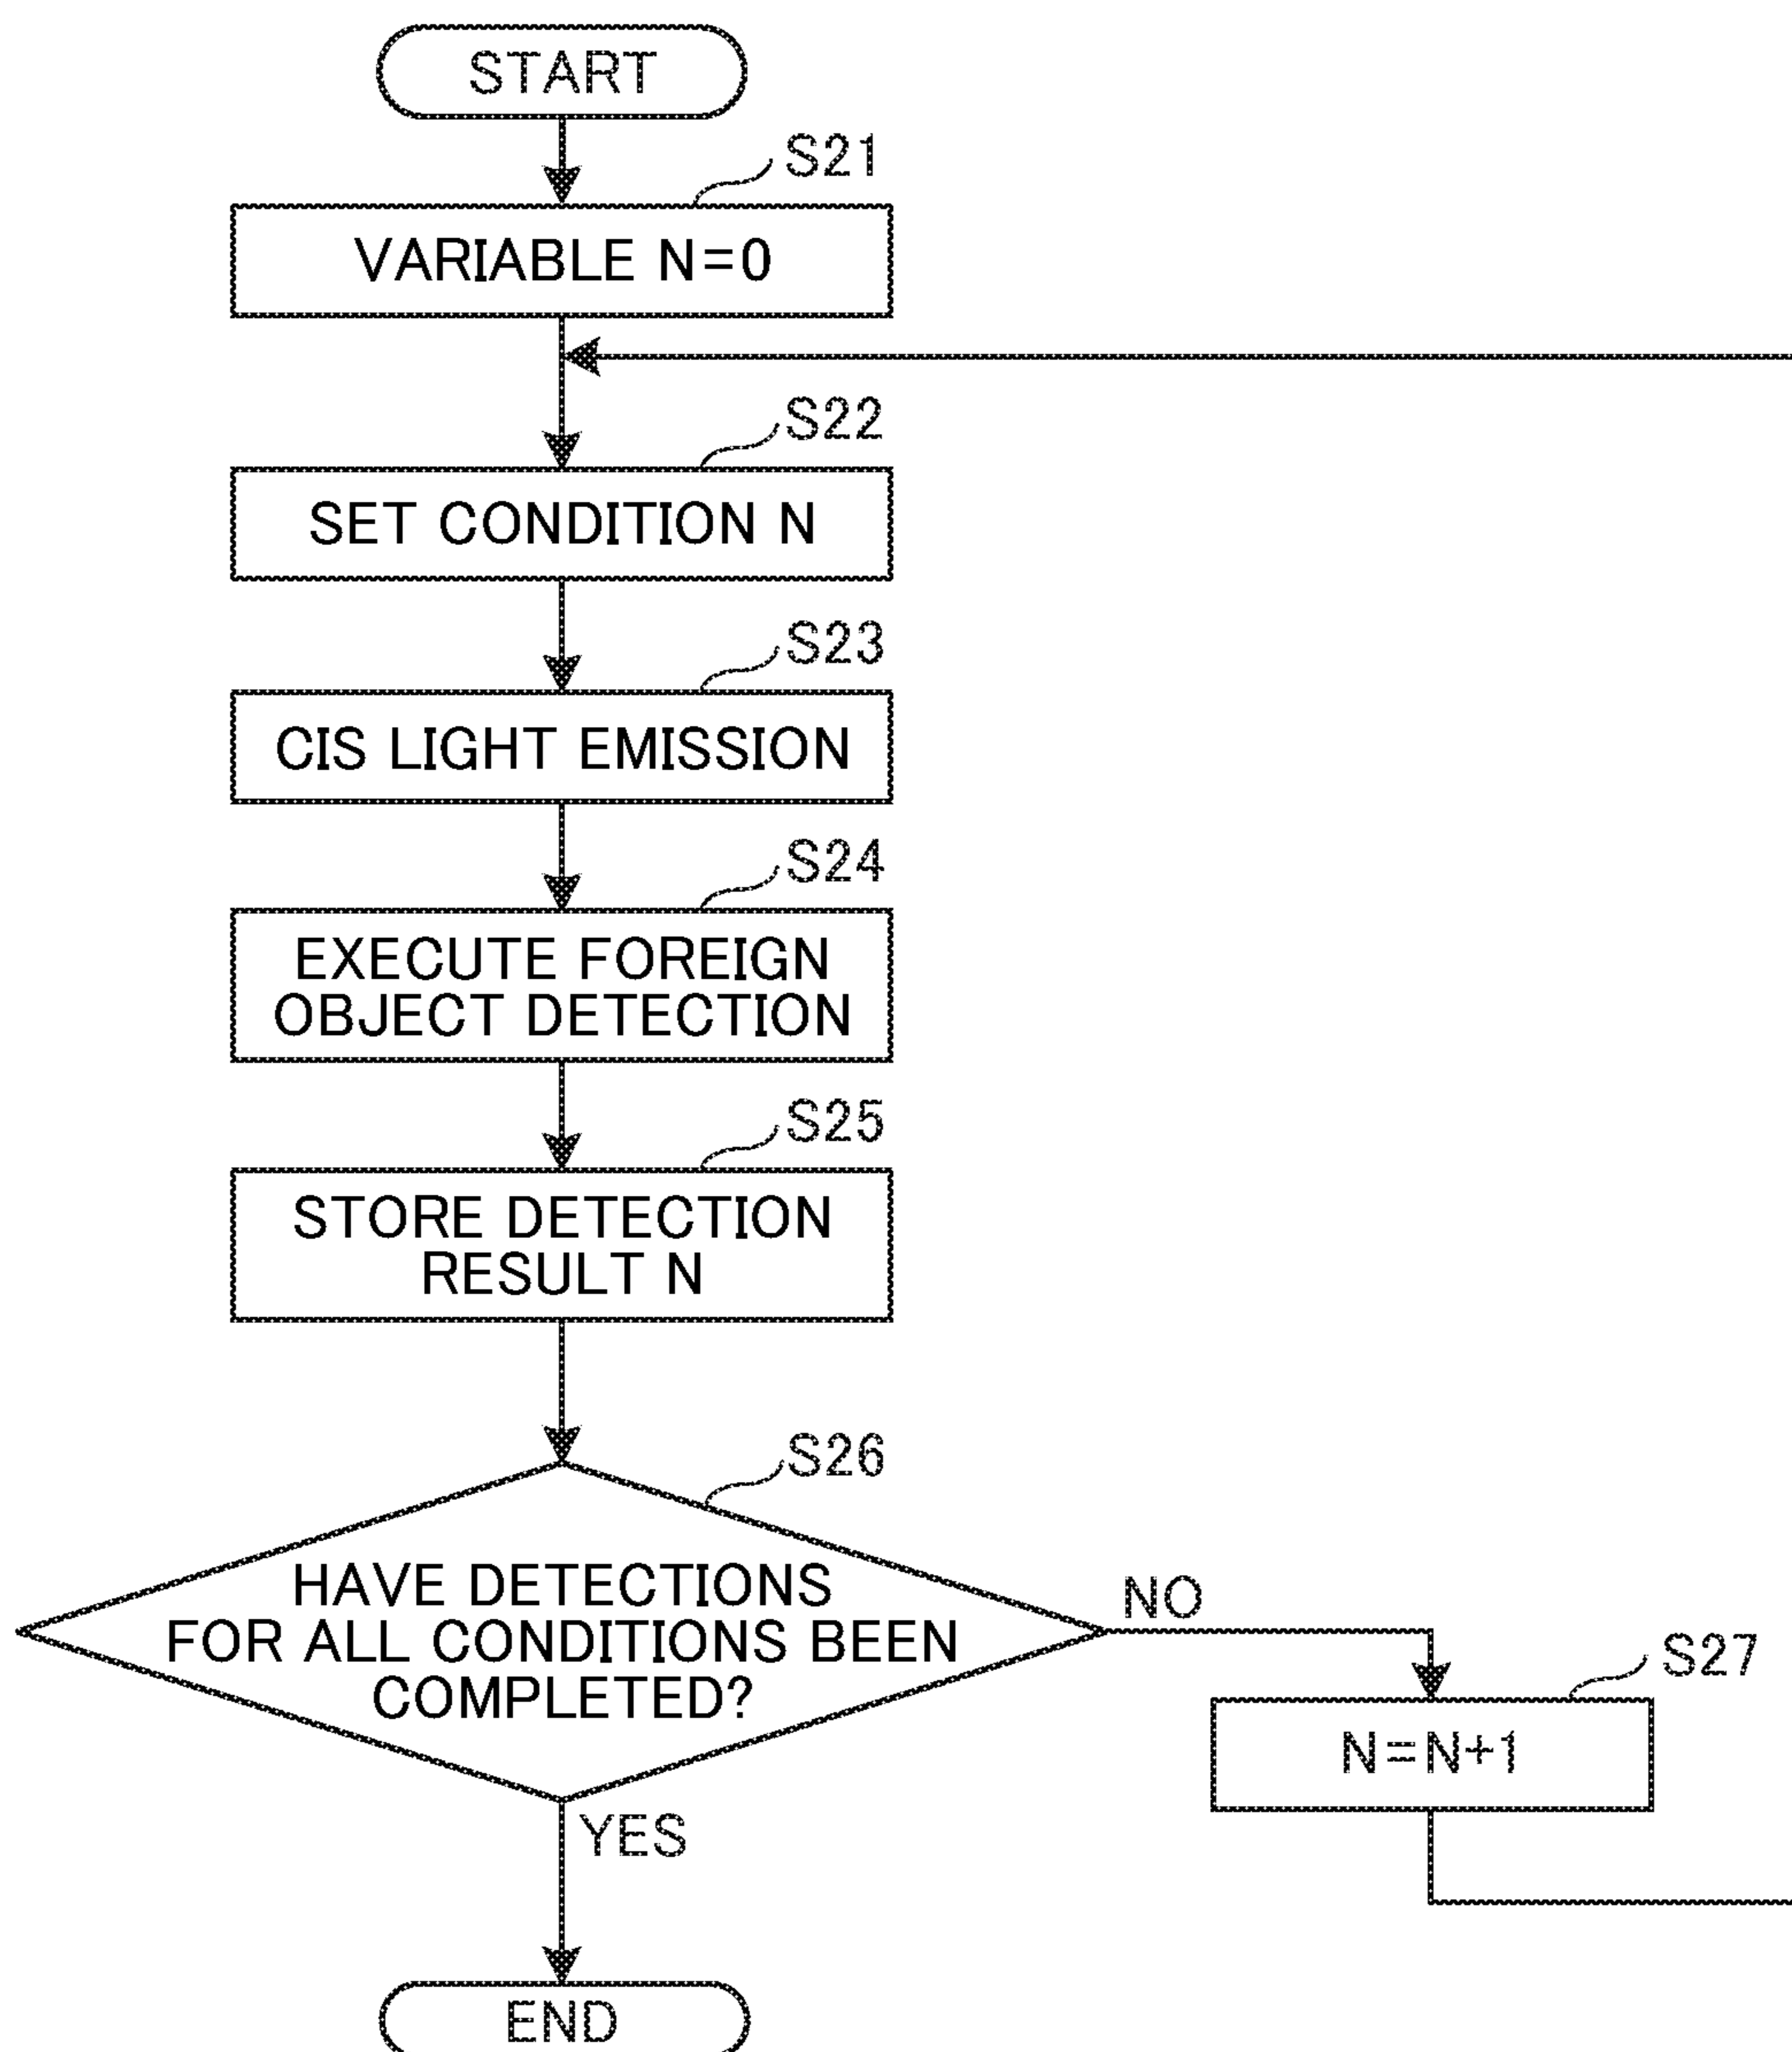 START
S21
VARIABLE N=0
S22
SET CONDITION N
S23
CIS LIGHT EMISSION
S24
EXECUTE FOREIGN
OBJECT DETECTION
S25
STORE DETECTION
RESULT N
S26
HAVE DETECTIONS
FOR ALL CONDITIONS BEEN
COMPLETED?
NO
S27
N=N+1
YES
END